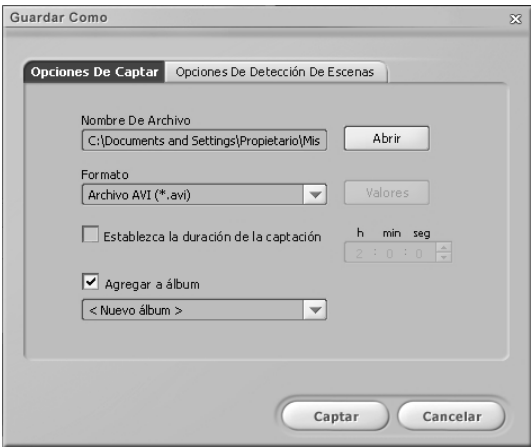 Guardar Como
Opciones De Captar
Opciones De Detección De Escenas
Nombre De Archivo
C:\Documents and Settings\Propietario\Mis
Abrir
Formato
Archivo AVI (*.avi)
Valores
Establezca la duración de la captación
h min seg
2 : 0 : 0
Agregar a álbum
< Nuevo álbum >
Captar
Cancelar